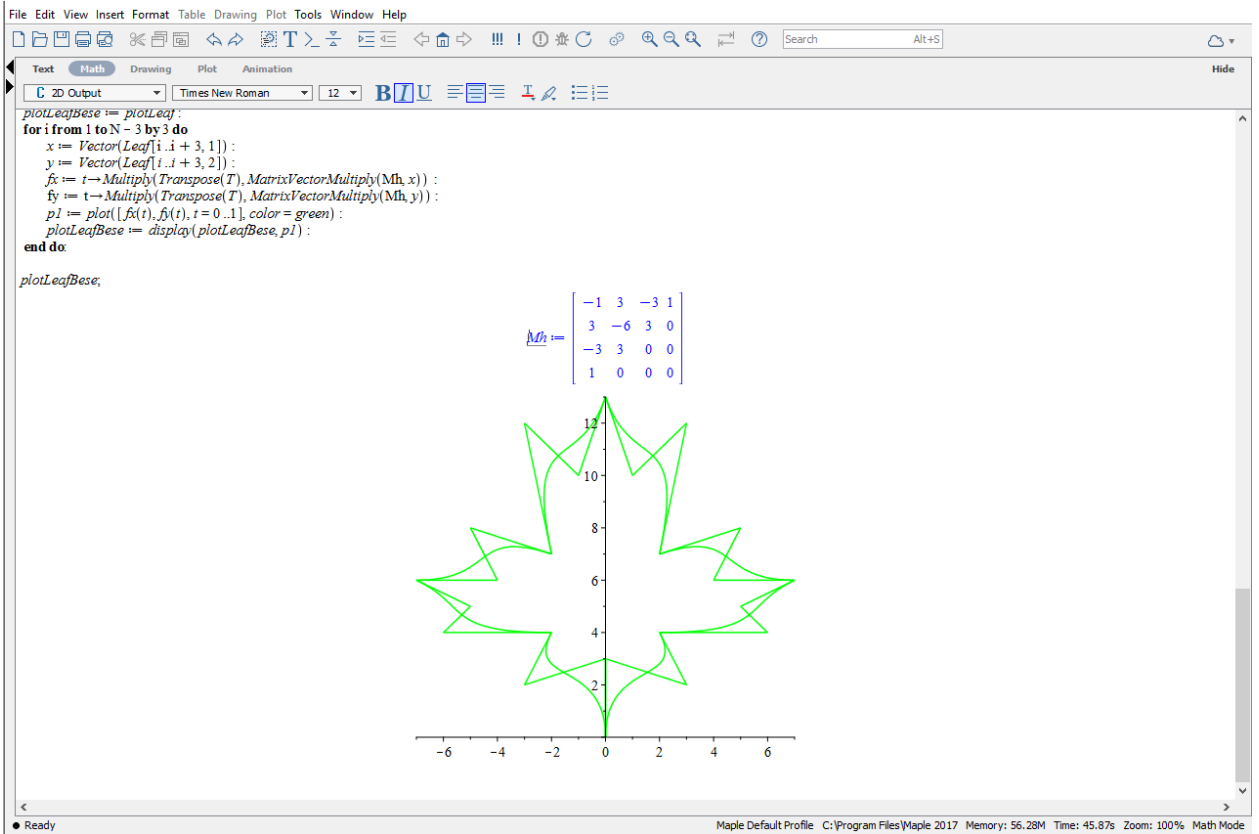 File Edit View Insert Format Table Drawing Plot Tools Window Help
Search Alt+S
Text Math Drawing Plot Animation Hide
C 2D Output Times New Roman 12 B I U
plotLeafBese := plotLeaf :
for i from 1 to N − 3 by 3 do
x := Vector(Leaf[i ..i + 3, 1]) :
y := Vector(Leaf[i ..i + 3, 2]) :
fx := t→Multiply(Transpose(T), MatrixVectorMultiply(Mh, x)) :
fy := t→Multiply(Transpose(T), MatrixVectorMultiply(Mh, y)) :
p1 := plot([fx(t), fy(t), t = 0 ..1], color = green) :
plotLeafBese := display(plotLeafBese, p1) :
end do:
plotLeafBese;
−1 3 −3 1
3 −6 3 0
Mh :=
−3 3 0 0
1 0 0 0
12
10
8
6
4
2
−6 −4 −2 0 2 4 6
Ready Maple Default Profile C:\Program Files\Maple 2017 Memory: 56.28M Time: 45.87s Zoom: 100% Math Mode